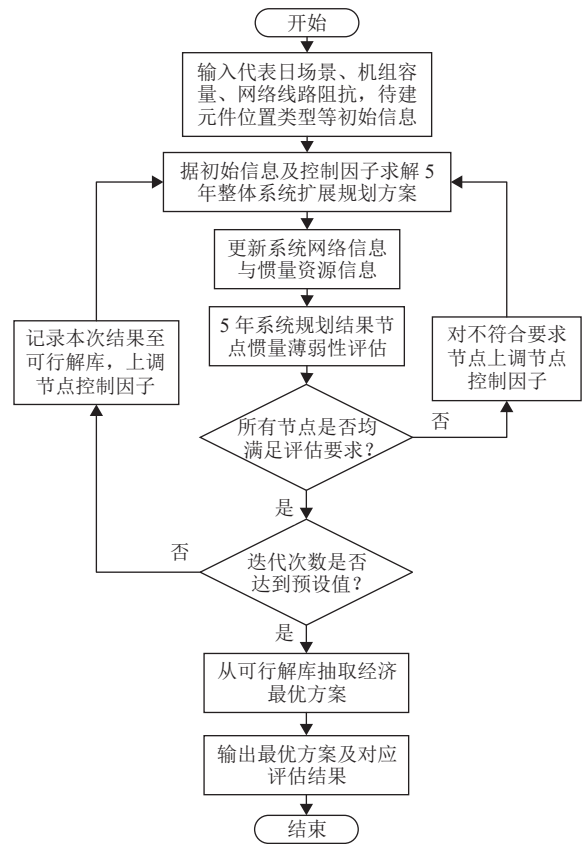 开始
输入代表日场景、机组容
量、网络线路阻抗，待建
元件位置类型等初始信息
据初始信息及控制因子求解 5
年整体系统扩展规划方案
更新系统网络信息
与惯量资源信息
5 年系统规划结果节
点惯量薄弱性评估
记录本次结果至
可行解库，上调
节点控制因子
对不符合要求
节点上调节点
控制因子
所有节点是否均
满足评估要求？
否
是
迭代次数是否
达到预设值？
否
是
从可行解库抽取经济
最优方案
输出最优方案及对应
评估结果
结束